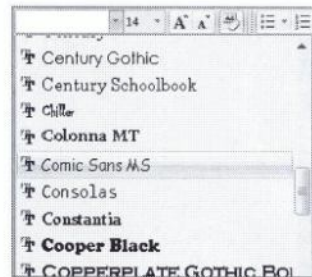 14 A A
Century Gothic
Century Schoolbook
Chiller
Colonna MT
Comic Sans MS
Consolas
Constantia
Cooper Black
COPPERPLATE GOTHIC BOL